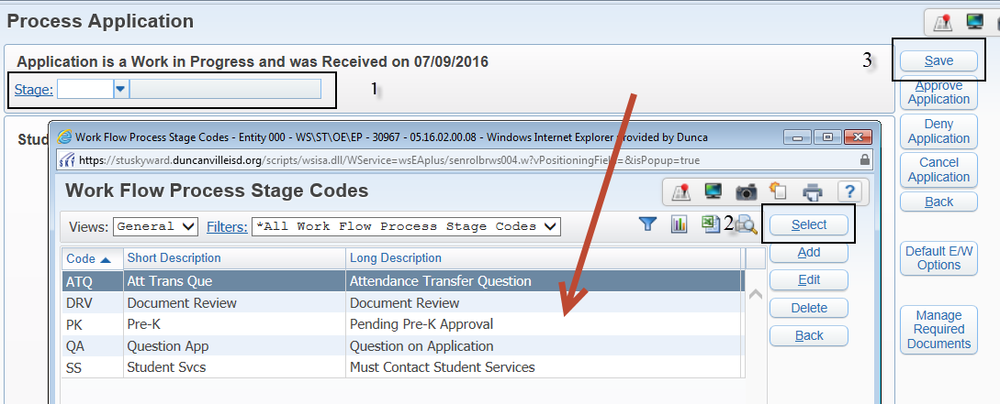 Process Application
Application is a Work in Progress and was Received on 07/09/2016
Stage:
1
3
Save
Approve Application
Deny Application
Cancel Application
Back
Default E/W Options
Manage Required Documents
Stud
Work Flow Process Stage Codes - Entity 000 - WS\ST\OE\EP - 30967 - 05.16.02.00.08 - Windows Internet Explorer provided by Dunca
https://stuskyward.duncanvilleisd.org/scripts/wsisa.dll/WService=wsEAplus/senrolbrws004.w?vPositioningField=&isPopup=true
Work Flow Process Stage Codes
?
Views: General Filters: *All Work Flow Process Stage Codes
2
Select
Add
Edit
Delete
Back
Code Short Description Long Description
ATQ Att Trans Que Attendance Transfer Question
DRV Document Review Document Review
PK Pre-K Pending Pre-K Approval
QA Question App Question on Application
SS Student Svcs Must Contact Student Services